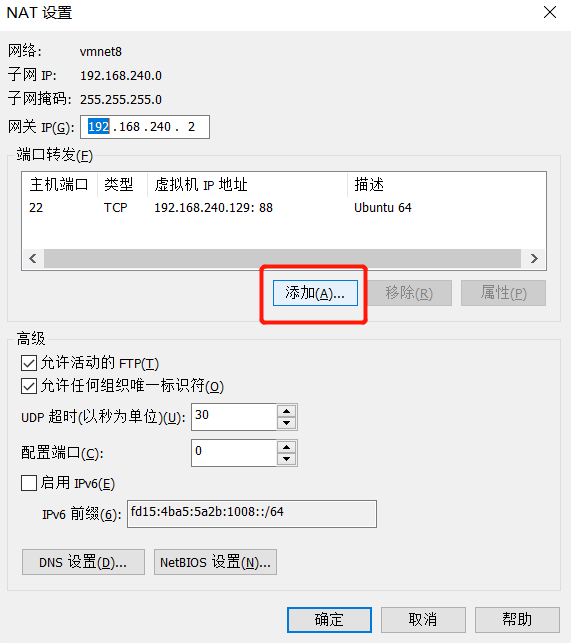 NAT 设置
网络: vmnet8
子网 IP: 192.168.240.0
子网掩码: 255.255.255.0
网关 IP(G): 192 . 168 . 240 . 2
端口转发(F)
主机端口 类型 虚拟机 IP 地址 描述
22 TCP 192.168.240.129: 88 Ubuntu 64
添加(A)... 移除(R) 属性(P)
高级
允许活动的 FTP(T)
允许任何组织唯一标识符(O)
UDP 超时(以秒为单位)(U): 30
配置端口(C): 0
启用 IPv6(E)
IPv6 前缀(6): fd15:4ba5:5a2b:1008::/64
DNS 设置(D)... NetBIOS 设置(N)...
确定 取消 帮助